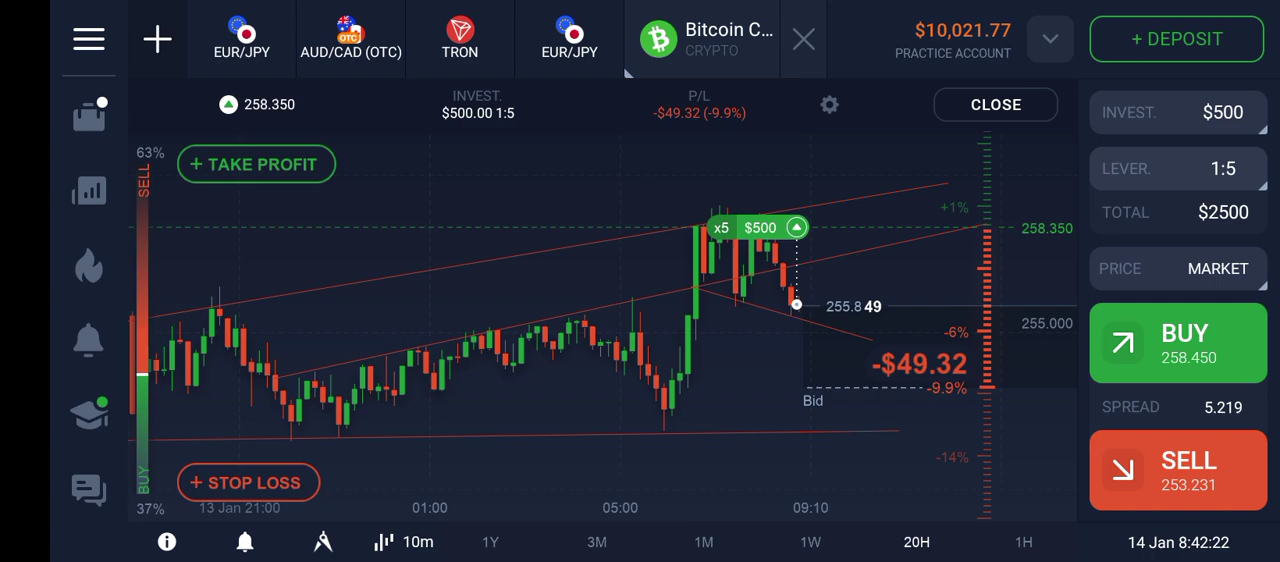 EUR/JPY
AUD/CAD (OTC)
OTC
TRON
EUR/JPY
Bitcoin C...
CRYPTO
$10,021.77
PRACTICE ACCOUNT
+ DEPOSIT
258.350
INVEST.
$500.00 1:5
P/L
-$49.32 (-9.9%)
CLOSE
INVEST. $500
LEVER. 1:5
TOTAL $2500
PRICE MARKET
BUY
258.450
SPREAD 5.219
SELL
253.231
63%
SELL
+ TAKE PROFIT
+1%
x5 $500
258.350
255.849
255.000
-6%
-$49.32
-9.9%
Bid
-14%
BUY
37%
+ STOP LOSS
13 Jan 21:00
01:00
05:00
09:10
10m
1Y
3M
1M
1W
20H
1H
14 Jan 8:42:22